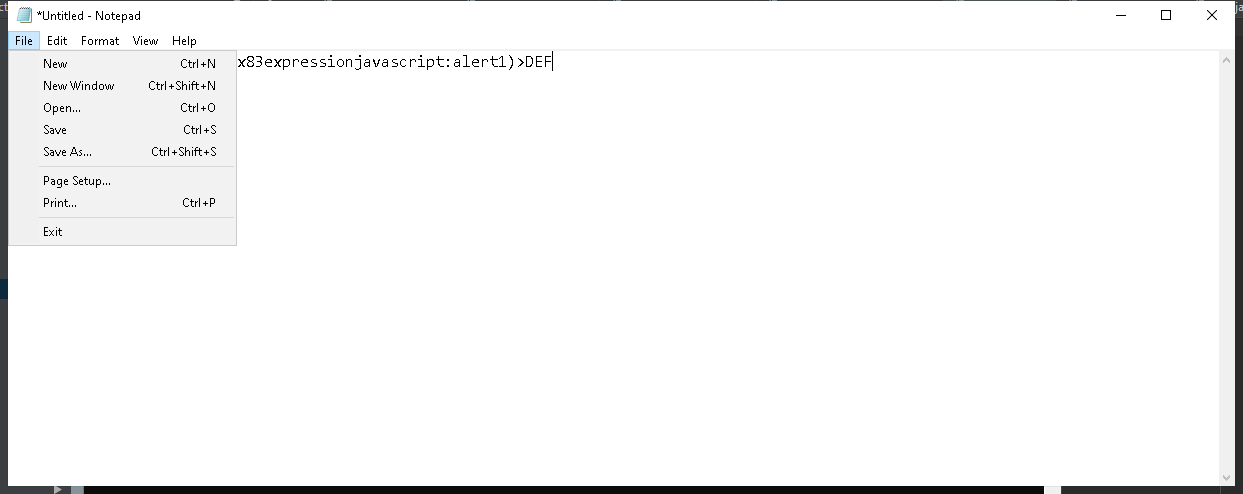 *Untitled - Notepad
File Edit Format View Help
x83expressionjavascript:alert1)>DEF
New Ctrl+N
New Window Ctrl+Shift+N
Open... Ctrl+O
Save Ctrl+S
Save As... Ctrl+Shift+S
Page Setup...
Print... Ctrl+P
Exit